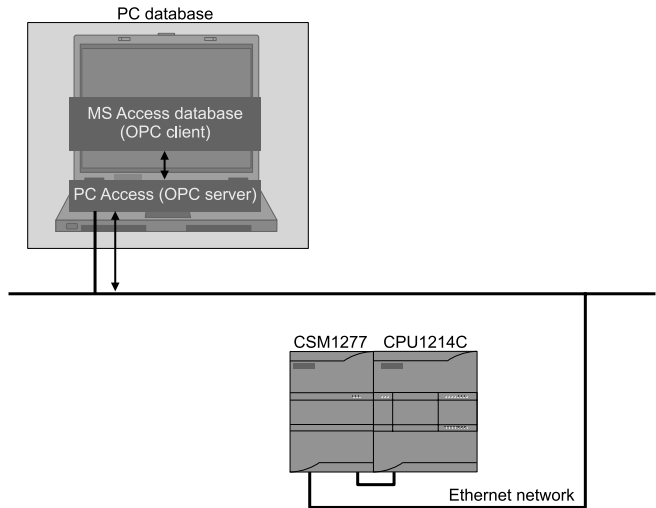 PC database
MS Access database
(OPC client)
PC Access (OPC server)
CSM1277 CPU1214C
Ethernet network